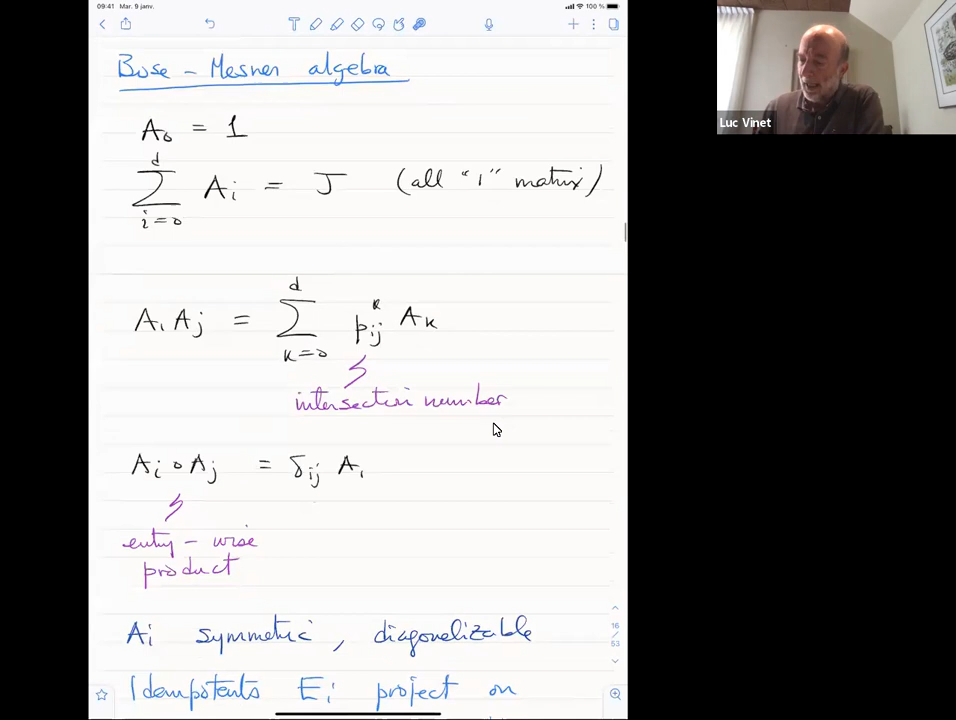 09:41 Mar. 9 janv.
100 %
Luc Vinet
Bose - Mesner algebra
A₀ = 1
d
∑ Aᵢ = J (all "1" matrix)
i=0
d
AᵢAⱼ = ∑ pᵢⱼᵏ Aₖ
k=0
intersection number
Aᵢ ∘ Aⱼ = δᵢⱼ Aᵢ
entry - wise
product
Aᵢ symmetric, diagonalizable
16
53
Idempotents Eᵢ project on